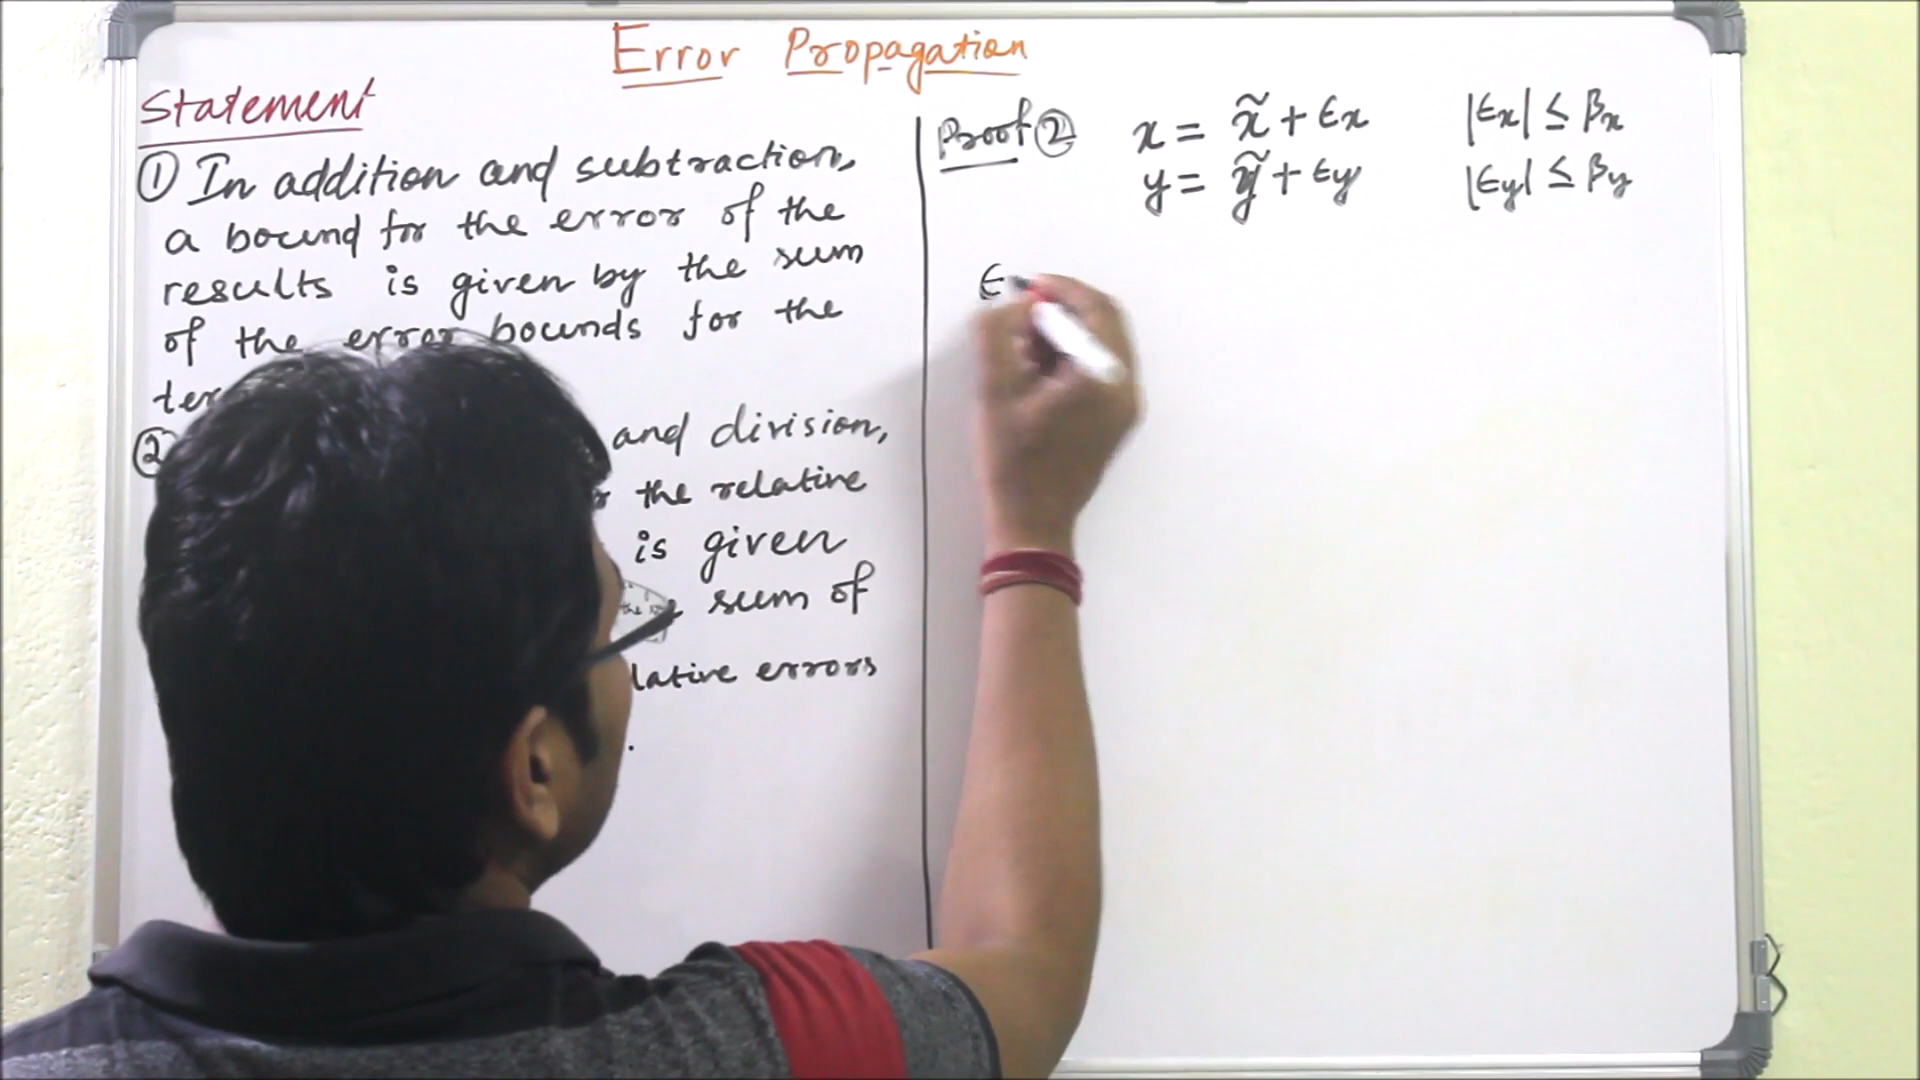 Error Propagation
Statement
① In addition and subtraction,
a bound for the error of the
results is given by the sum
of the error bounds for the
②
and division,
the relative
is given
sum of
lative errors
.
Proof ② x = x̃ + ϵx |ϵx| ≤ βx
y = ỹ + ϵy |ϵy| ≤ βy
ϵ